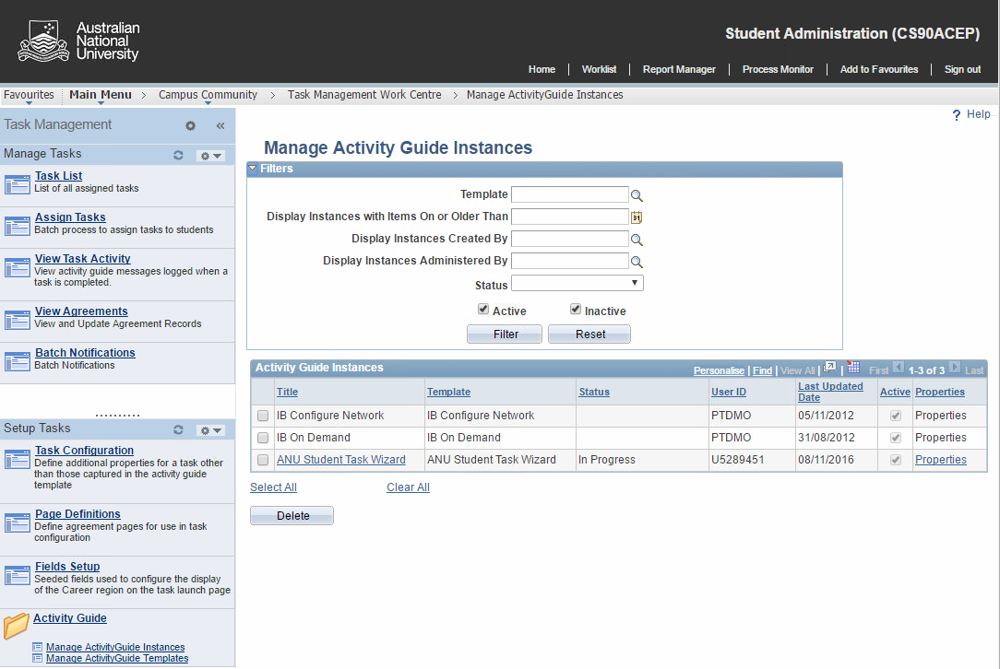 Australian
National
University
Student Administration (CS90ACEP)
Home | Worklist | Report Manager | Process Monitor | Add to Favourites | Sign out
Favourites Main Menu > Campus Community > Task Management Work Centre > Manage ActivityGuide Instances
Task Management «
Manage Tasks
Task List
List of all assigned tasks
Assign Tasks
Batch process to assign tasks to students
View Task Activity
View activity guide messages logged when a
task is completed.
View Agreements
View and Update Agreement Records
Batch Notifications
Batch Notifications
Setup Tasks
Task Configuration
Define additional properties for a task other
than those captured in the activity guide
template
Page Definitions
Define agreement pages for use in task
configuration
Fields Setup
Seeded fields used to configure the display
of the Career region on the task launch page
Activity Guide
Manage ActivityGuide Instances
Manage ActivityGuide Templates
? Help
Manage Activity Guide Instances
Filters
Template
Display Instances with Items On or Older Than 31
Display Instances Created By
Display Instances Administered By
Status
Active Inactive
Filter Reset
Activity Guide Instances Personalise | Find | View All | | First 1-3 of 3 Last
Title Template Status User ID Last Updated Date Active Properties
IB Configure Network IB Configure Network PTDMO 05/11/2012 Properties
IB On Demand IB On Demand PTDMO 31/08/2012 Properties
ANU Student Task Wizard ANU Student Task Wizard In Progress U5289451 08/11/2016 Properties
Select All Clear All
Delete